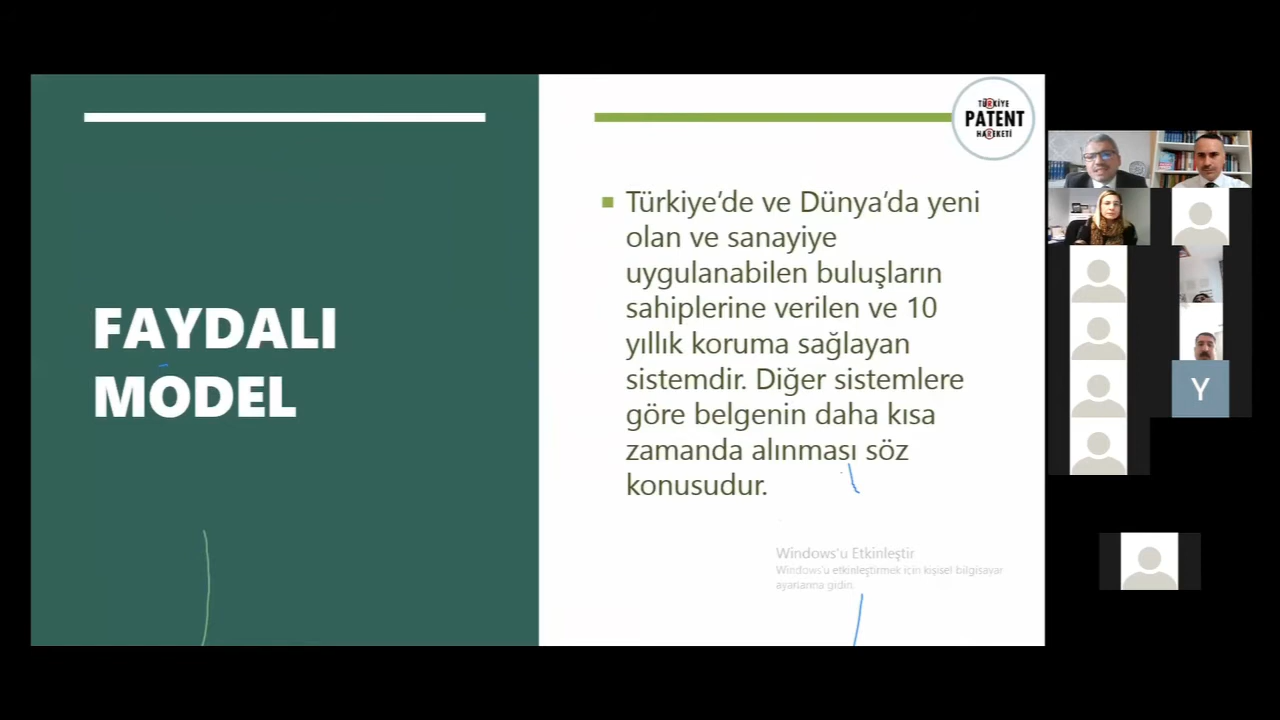 FAYDALI
MODEL
TÜRKİYE
PATENT
HAREKETİ
Türkiye’de ve Dünya’da yeni
olan ve sanayiye
uygulanabilen buluşların
sahiplerine verilen ve 10
yıllık koruma sağlayan
sistemdir. Diğer sistemlere
göre belgenin daha kısa
zamanda alınması söz
konusudur.
Windows'u Etkinleştir
Windows'u etkinleştirmek için kişisel bilgisayar
ayarlarına gidin.
Y